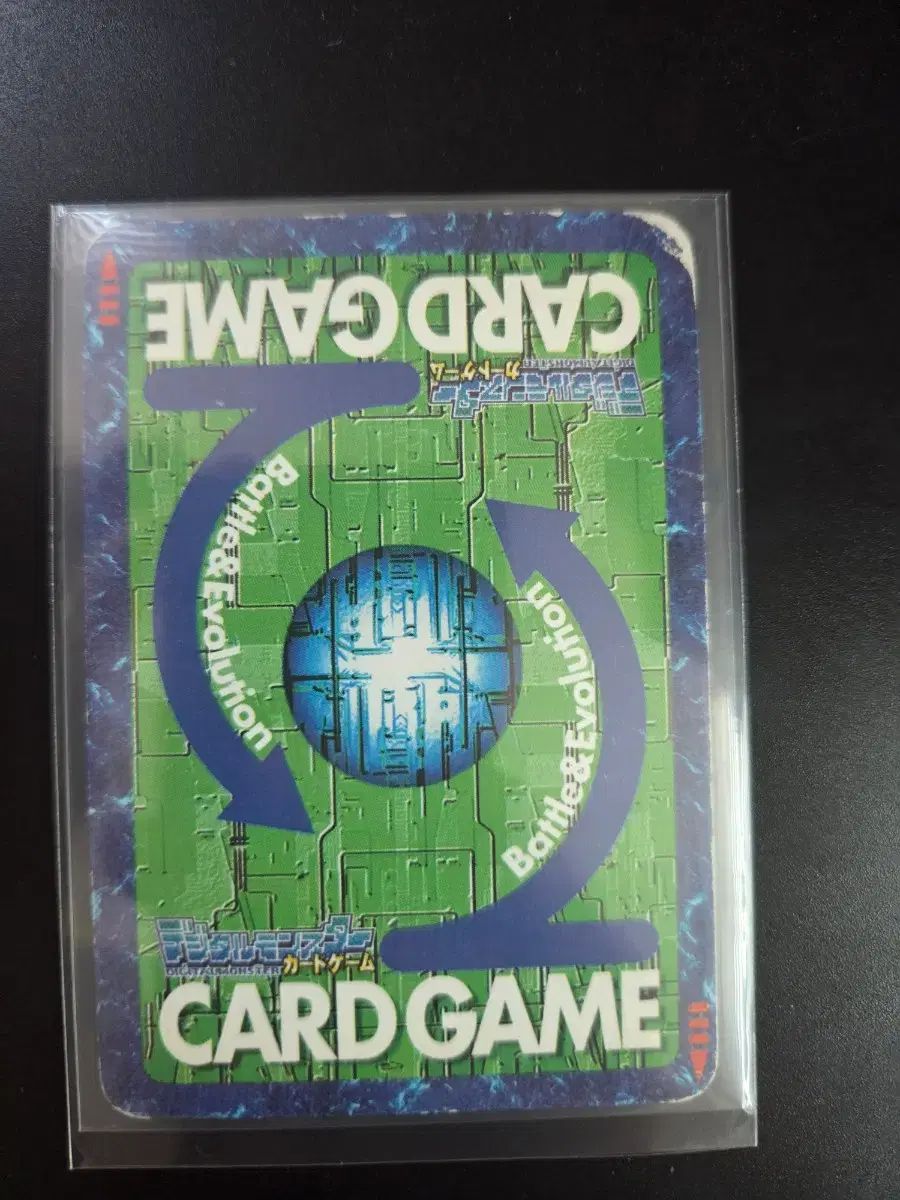 CARD GAME
デジタルモンスター
DIGITAL MONSTER
カードゲーム
Battle&Evolution
Battle&Evolution
デジタルモンスター
DIGITAL MONSTER カードゲーム
CARD GAME